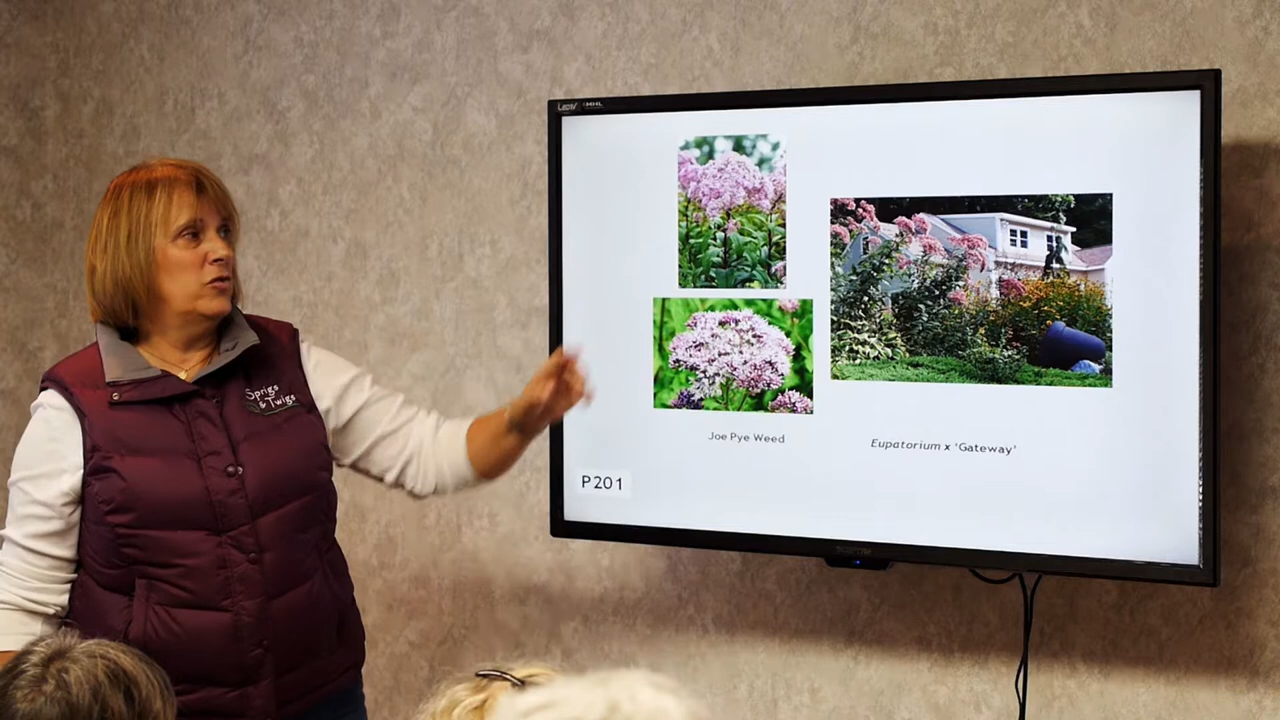 Sprigs
& Twigs
Joe Pye Weed
Eupatorium x 'Gateway'
P201